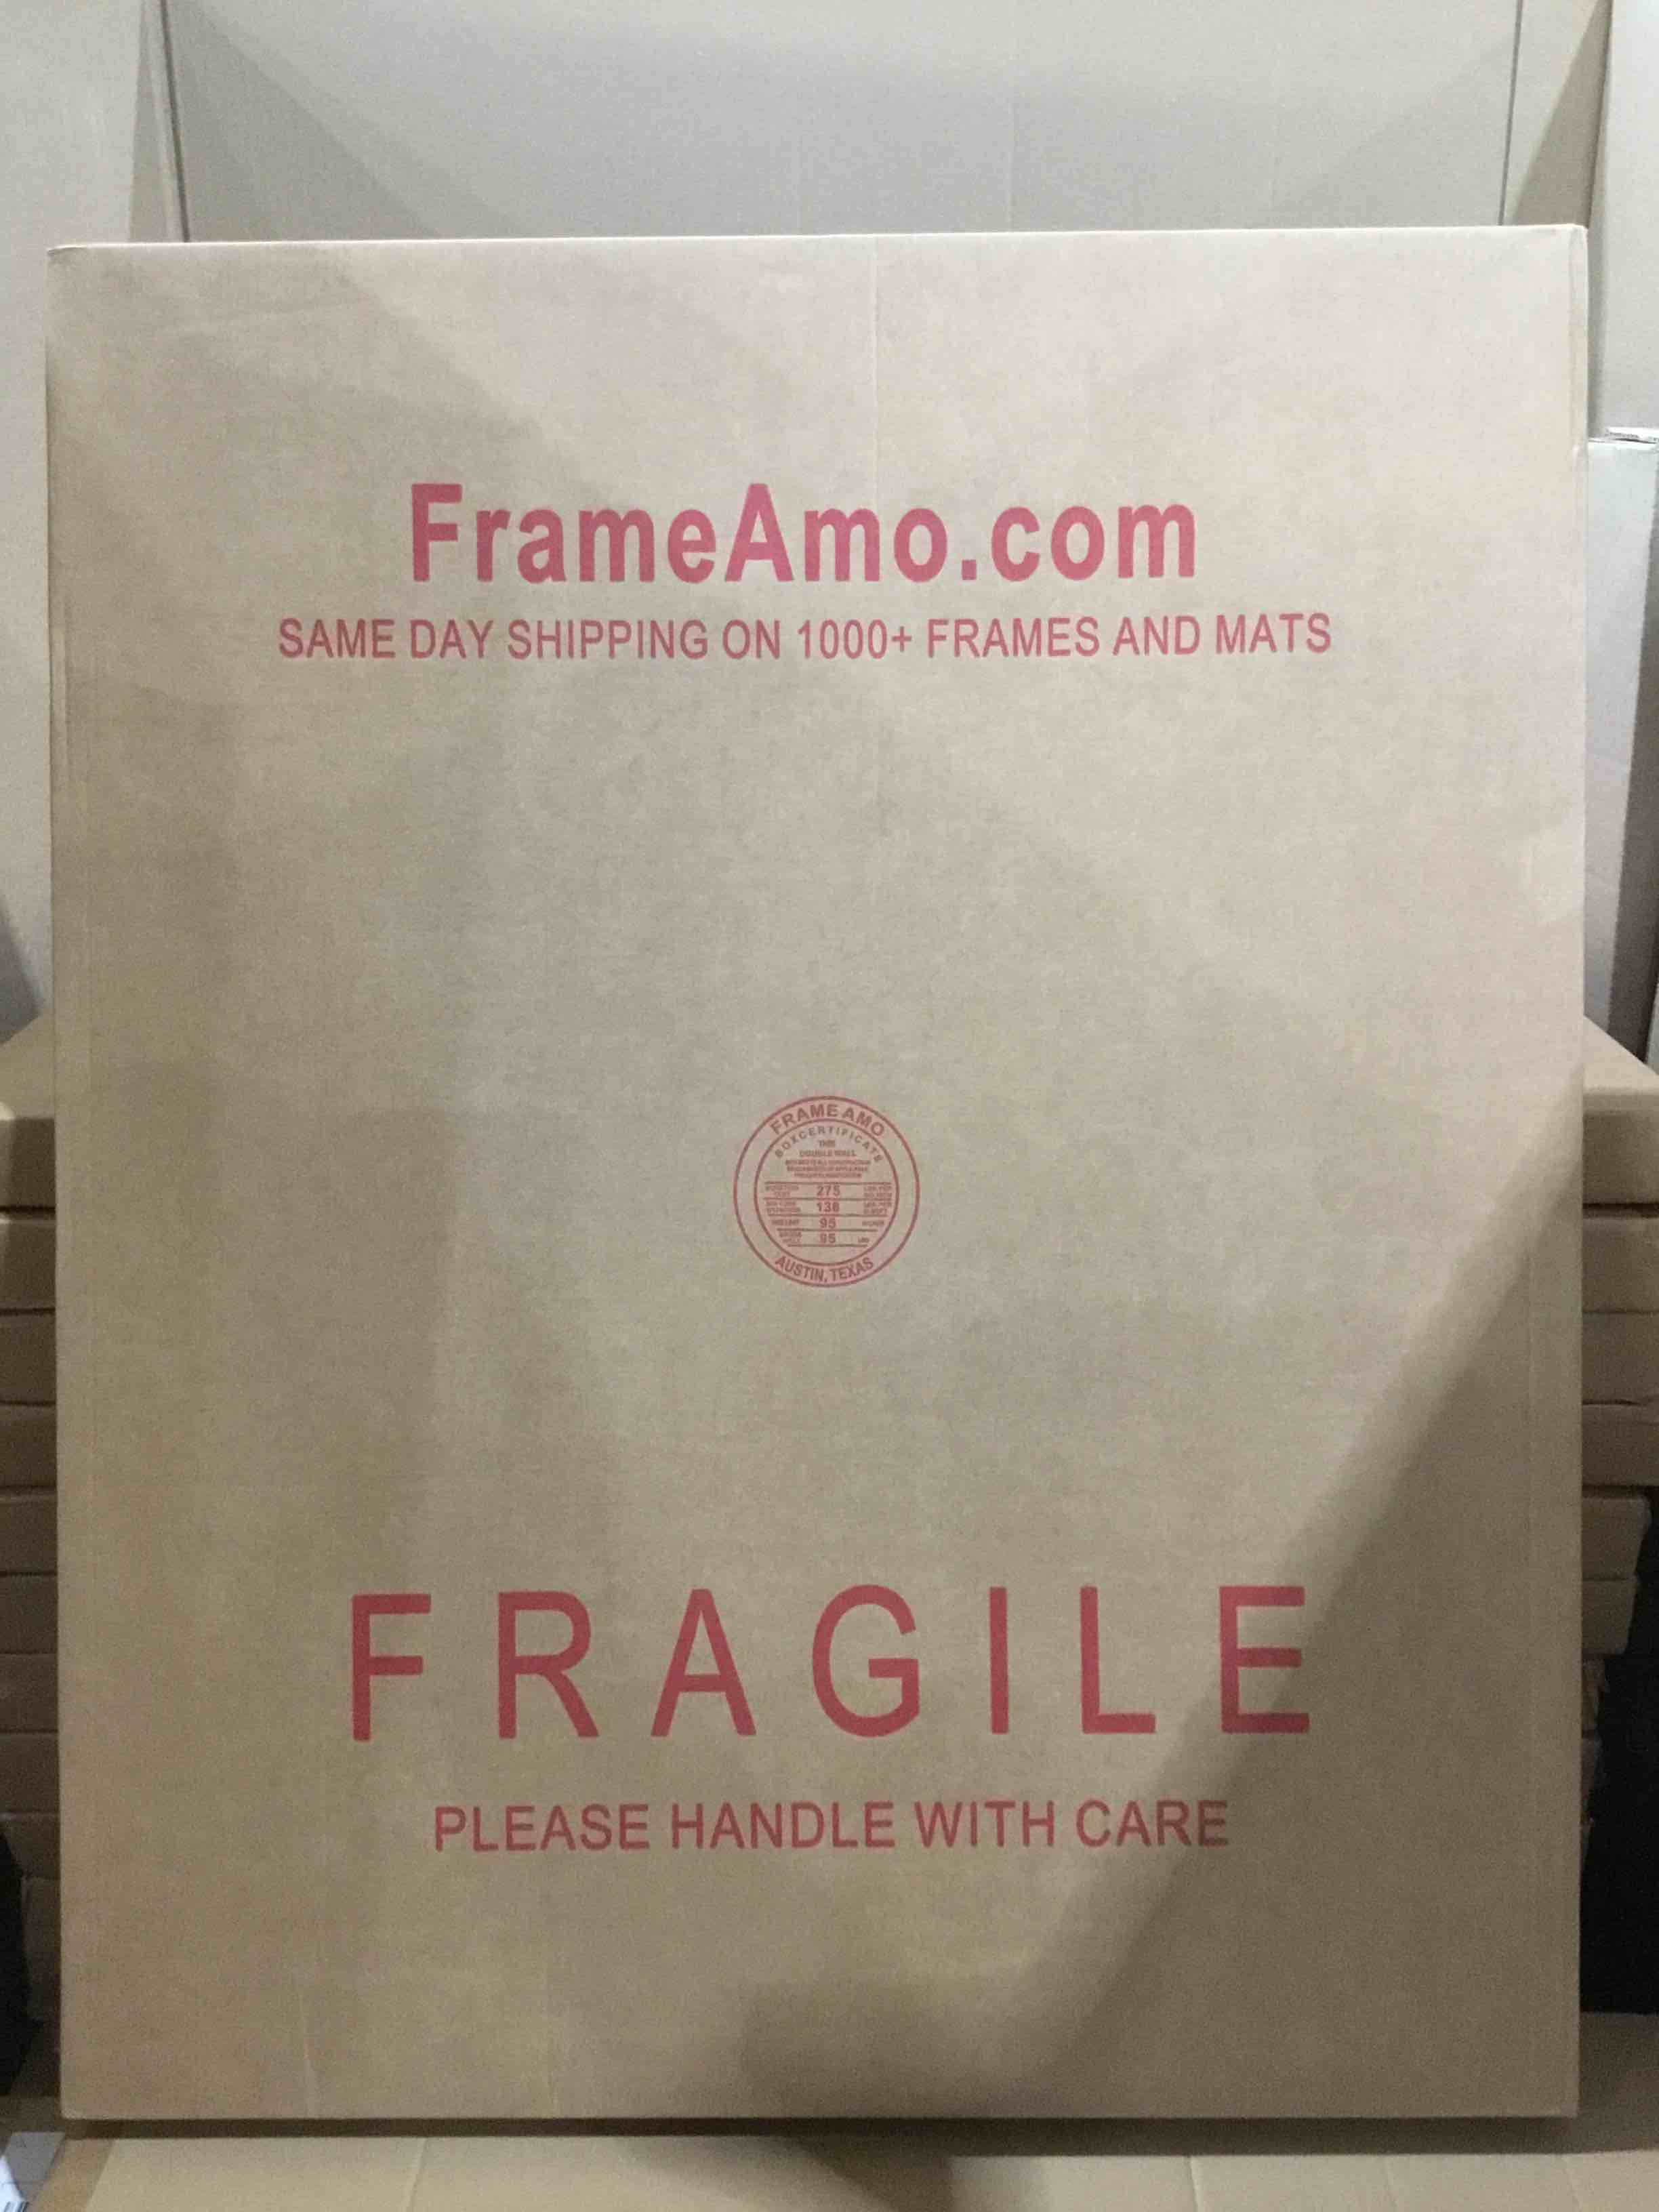 FrameAmo.com
SAME DAY SHIPPING ON 1000+ FRAMES AND MATS
FRAME AMO
BOX CERTIFICATE
THIS
DOUBLE WALL
275
138
95
95
AUSTIN, TEXAS
FRAGILE
PLEASE HANDLE WITH CARE